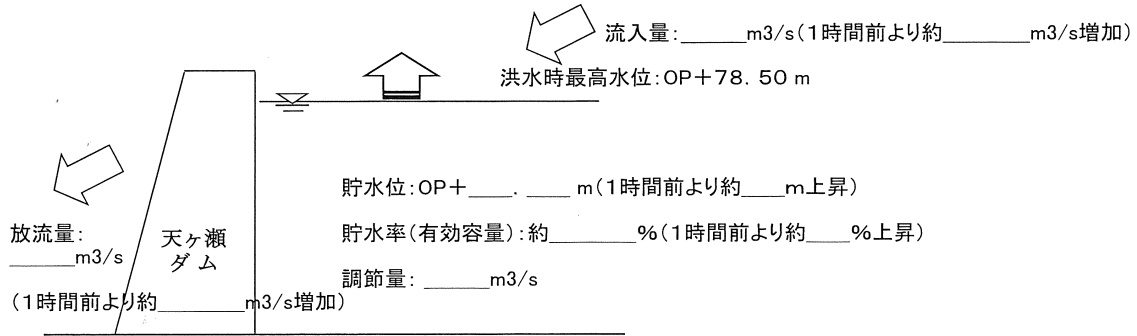 流入量:______m3/s(1時間前より約________m3/s増加)
洪水時最高水位:OP+78.50 m
貯水位:OP+____. ____ m(1時間前より約____m上昇)
貯水率(有効容量):約________%(1時間前より約____%上昇)
調節量: ______m3/s
放流量:
______m3/s
(1時間前より約________m3/s増加)
天ヶ瀬
ダム